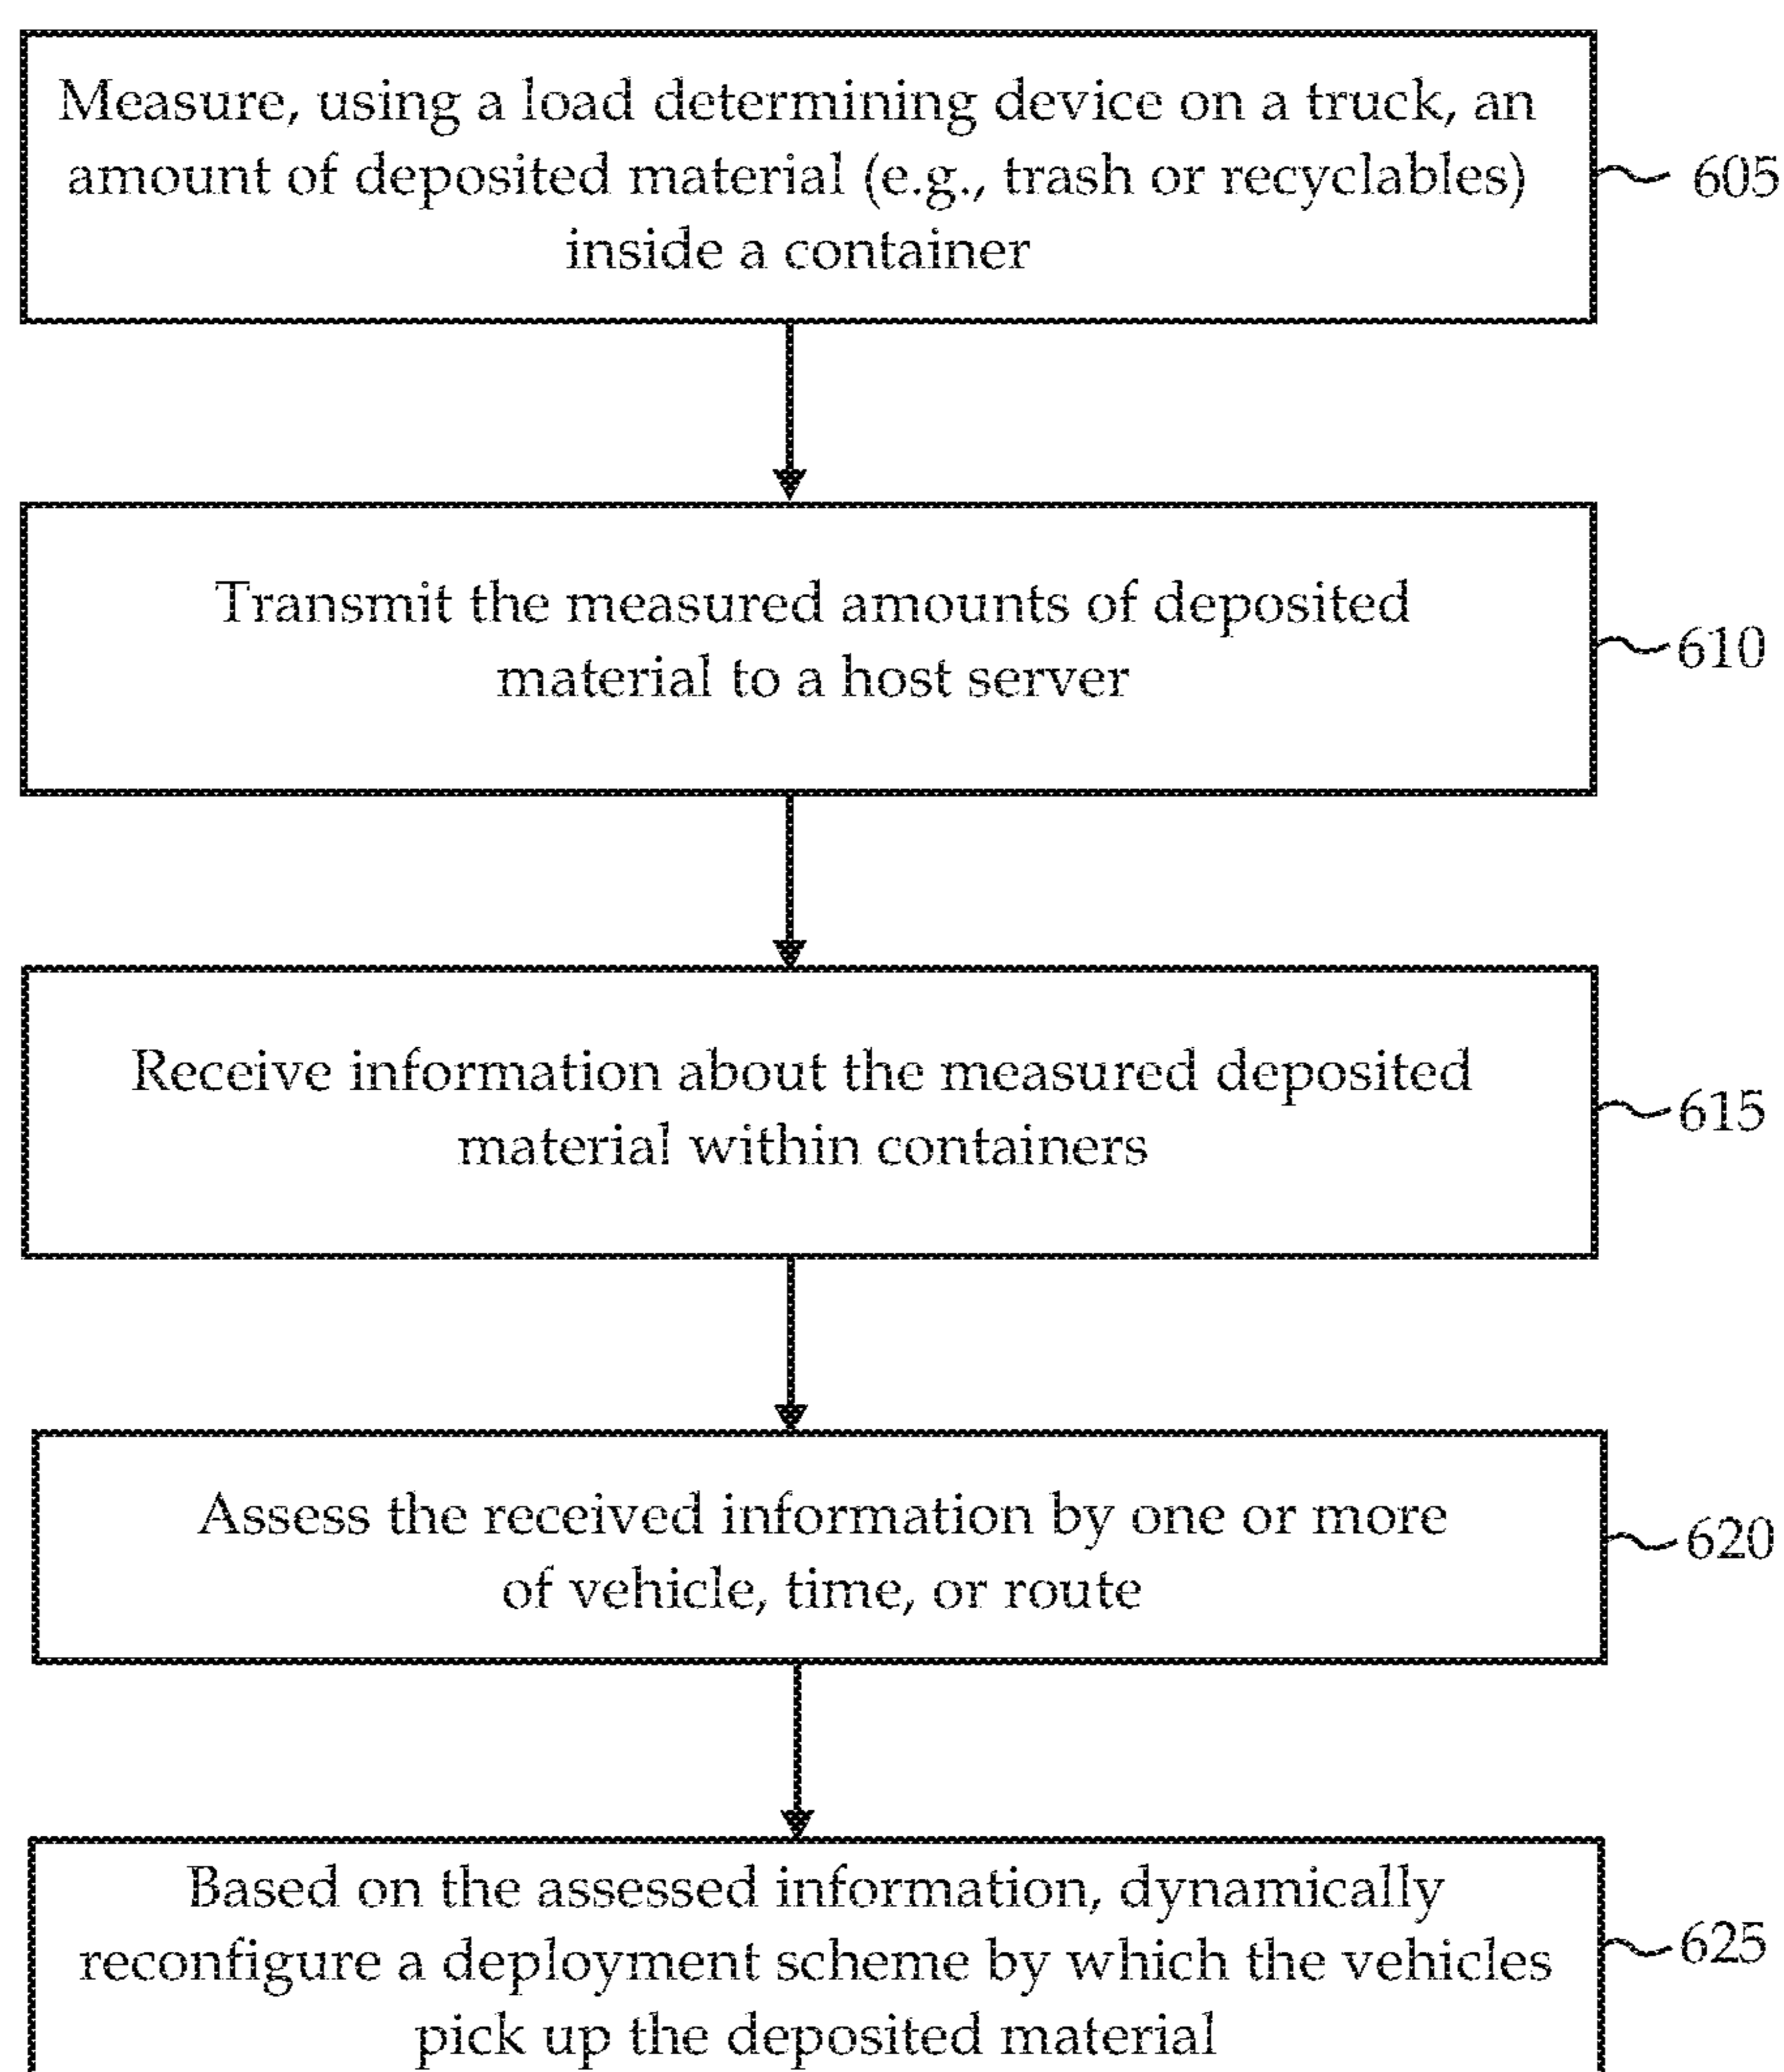 Measure, using a load determining device on a truck, an
amount of deposited material (e.g., trash or recyclables)
inside a container
605
Transmit the measured amounts of deposited
material to a host server
610
Receive information about the measured deposited
material within containers
615
Assess the received information by one or more
of vehicle, time, or route
620
Based on the assessed information, dynamically
reconfigure a deployment scheme by which the vehicles
pick up the deposited material
625